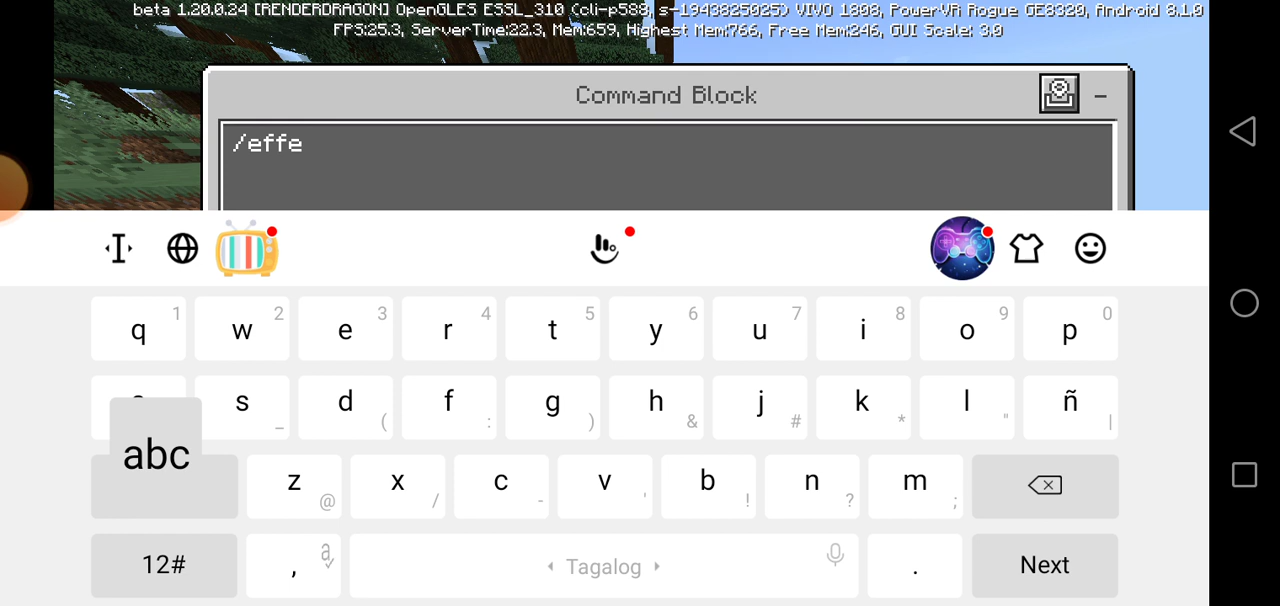 beta 1.20.0.24 [RENDERDRAGON] OpenGLES ESSL_310 (cli-p588, s-1943825025) VIVO 1808, PowerVR Rogue GE8320, Android 8.1.0
FPS:25.3, ServerTime:22.3, Mem:659, Highest Mem:766, Free Mem:246, GUI Scale: 3.0
Command Block
/effe
q 1 w 2 e 3 r 4 t 5 y 6 u 7 i 8 o 9 p 0
s _ d ( f : g ) h & j # k * l " ñ |
abc z @ x / c - v ' b ! n ? m ;
12# , a Tagalog . Next